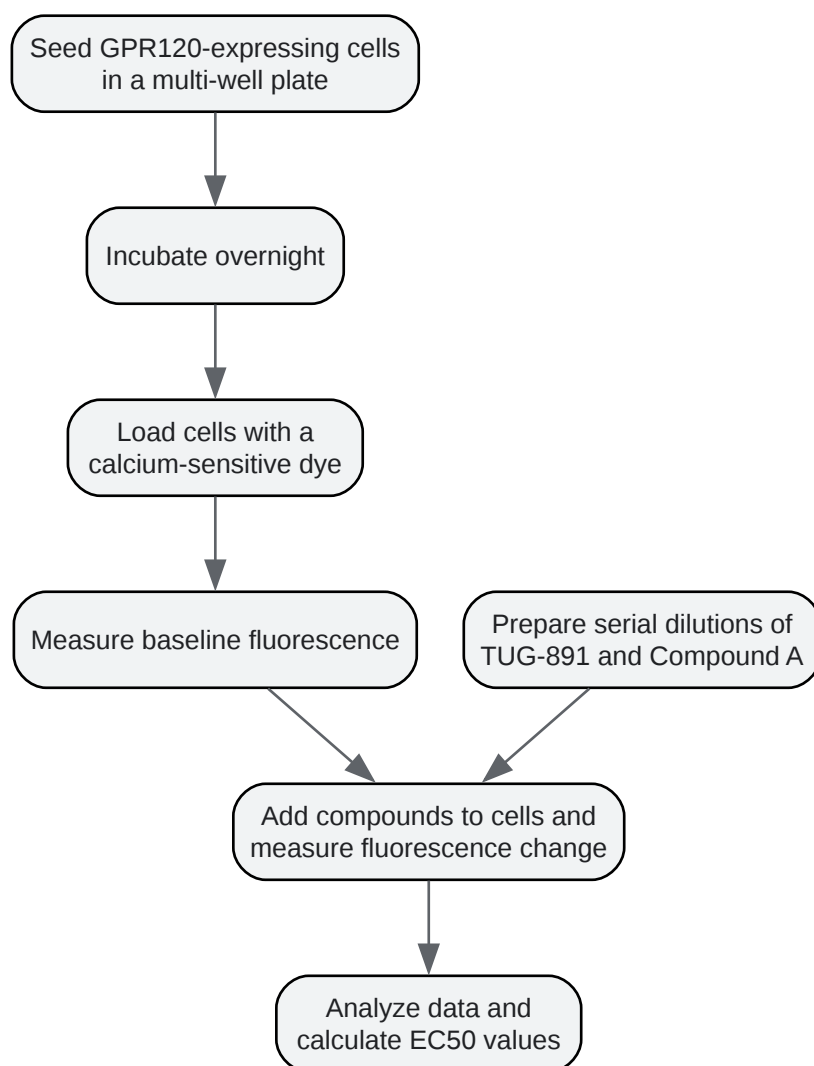 Seed GPR120-expressing cells
in a multi-well plate
Incubate overnight
Load cells with a
calcium-sensitive dye
Measure baseline fluorescence
Prepare serial dilutions of
TUG-891 and Compound A
Add compounds to cells and
measure fluorescence change
Analyze data and
calculate EC50 values